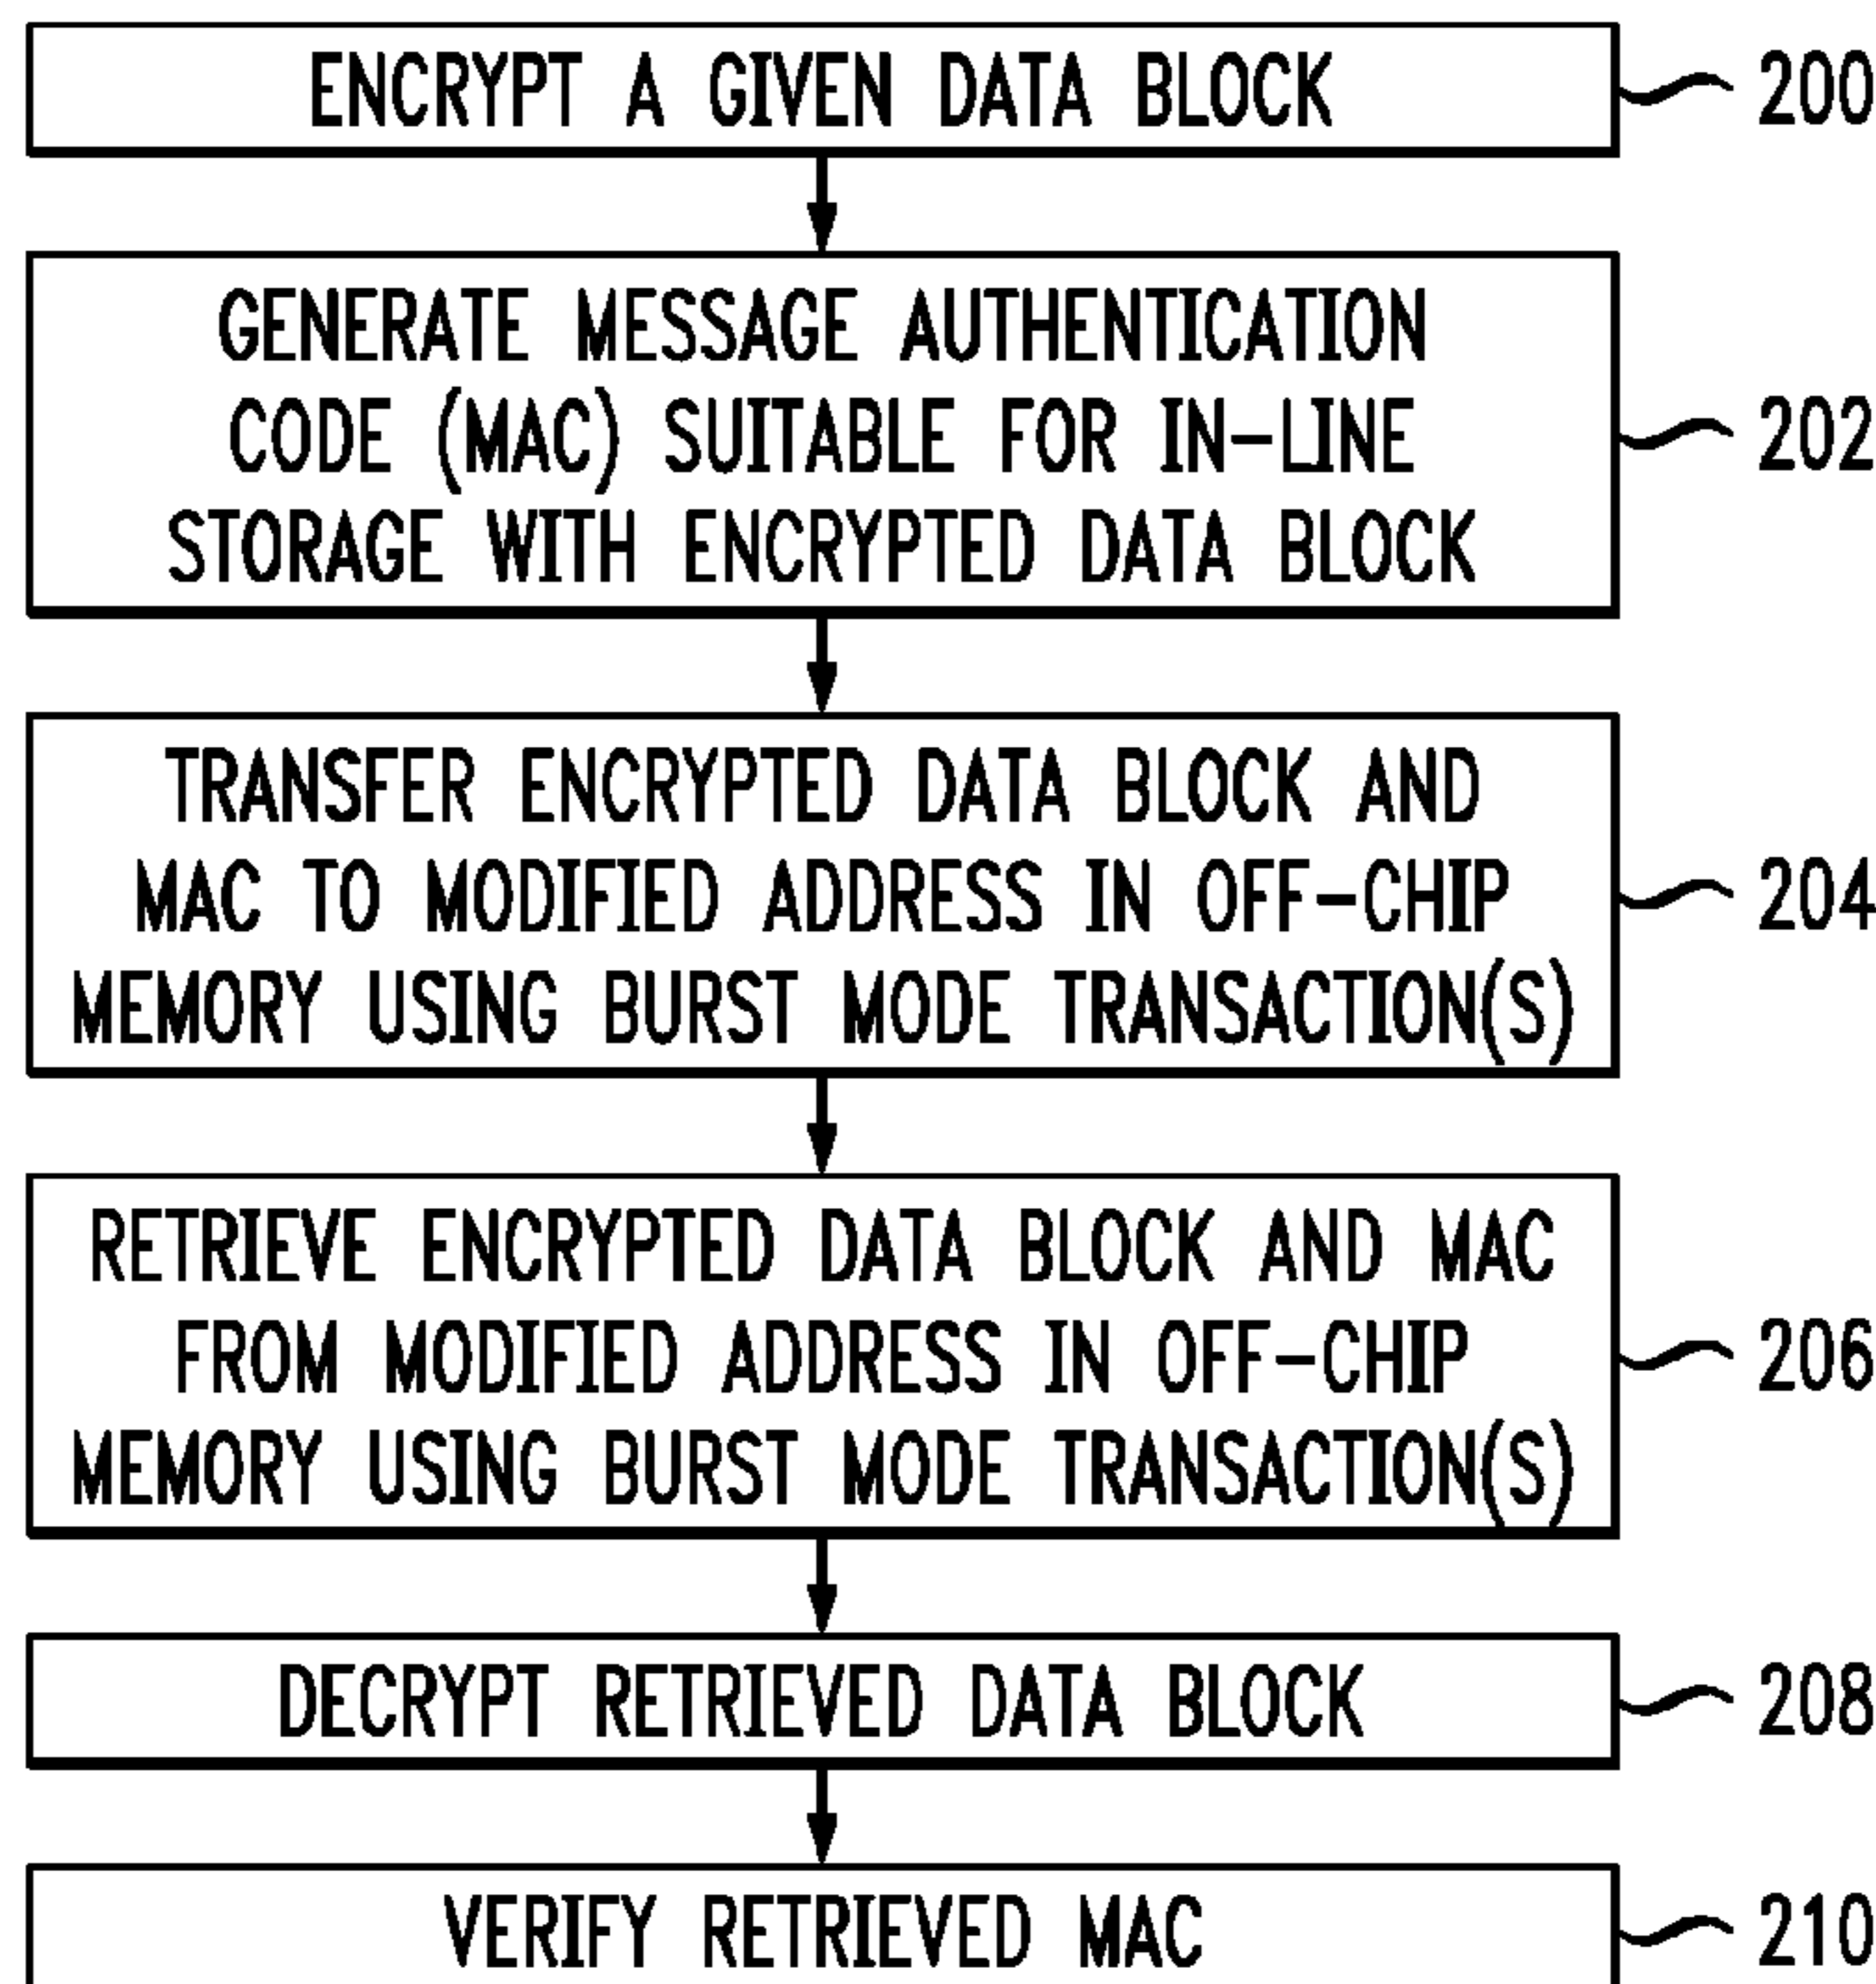 ENCRYPT A GIVEN DATA BLOCK
200
GENERATE MESSAGE AUTHENTICATION
CODE (MAC) SUITABLE FOR IN-LINE
STORAGE WITH ENCRYPTED DATA BLOCK
202
TRANSFER ENCRYPTED DATA BLOCK AND
MAC TO MODIFIED ADDRESS IN OFF-CHIP
MEMORY USING BURST MODE TRANSACTION(S)
204
RETRIEVE ENCRYPTED DATA BLOCK AND MAC
FROM MODIFIED ADDRESS IN OFF-CHIP
MEMORY USING BURST MODE TRANSACTION(S)
206
DECRYPT RETRIEVED DATA BLOCK
208
VERIFY RETRIEVED MAC
210